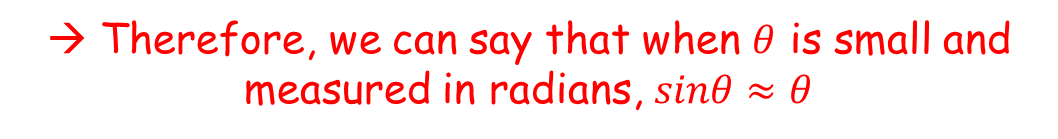 → Therefore, we can say that when θ is small and
measured in radians, sinθ ≈ θ